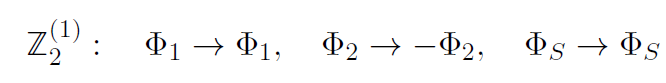 ℤ₂⁽¹⁾ : Φ₁ → Φ₁, Φ₂ → −Φ₂, Φ_S → Φ_S